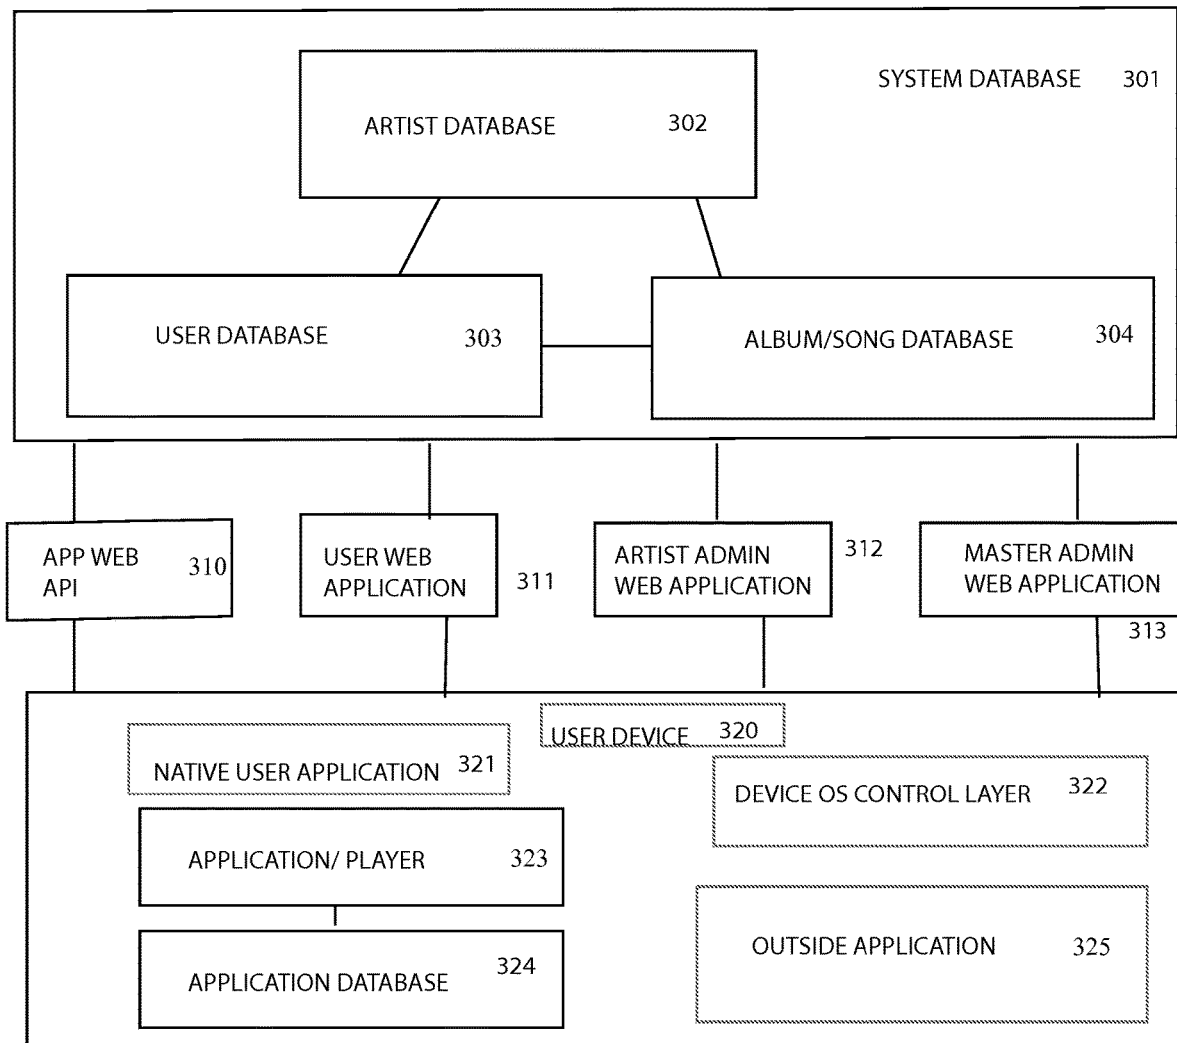 SYSTEM DATABASE 301
ARTIST DATABASE 302
USER DATABASE 303
ALBUM/SONG DATABASE 304
APP WEB
API
310
USER WEB
APPLICATION
311
ARTIST ADMIN
WEB APPLICATION
312
MASTER ADMIN
WEB APPLICATION
313
USER DEVICE 320
NATIVE USER APPLICATION 321
DEVICE OS CONTROL LAYER 322
APPLICATION/ PLAYER 323
APPLICATION DATABASE 324
OUTSIDE APPLICATION 325